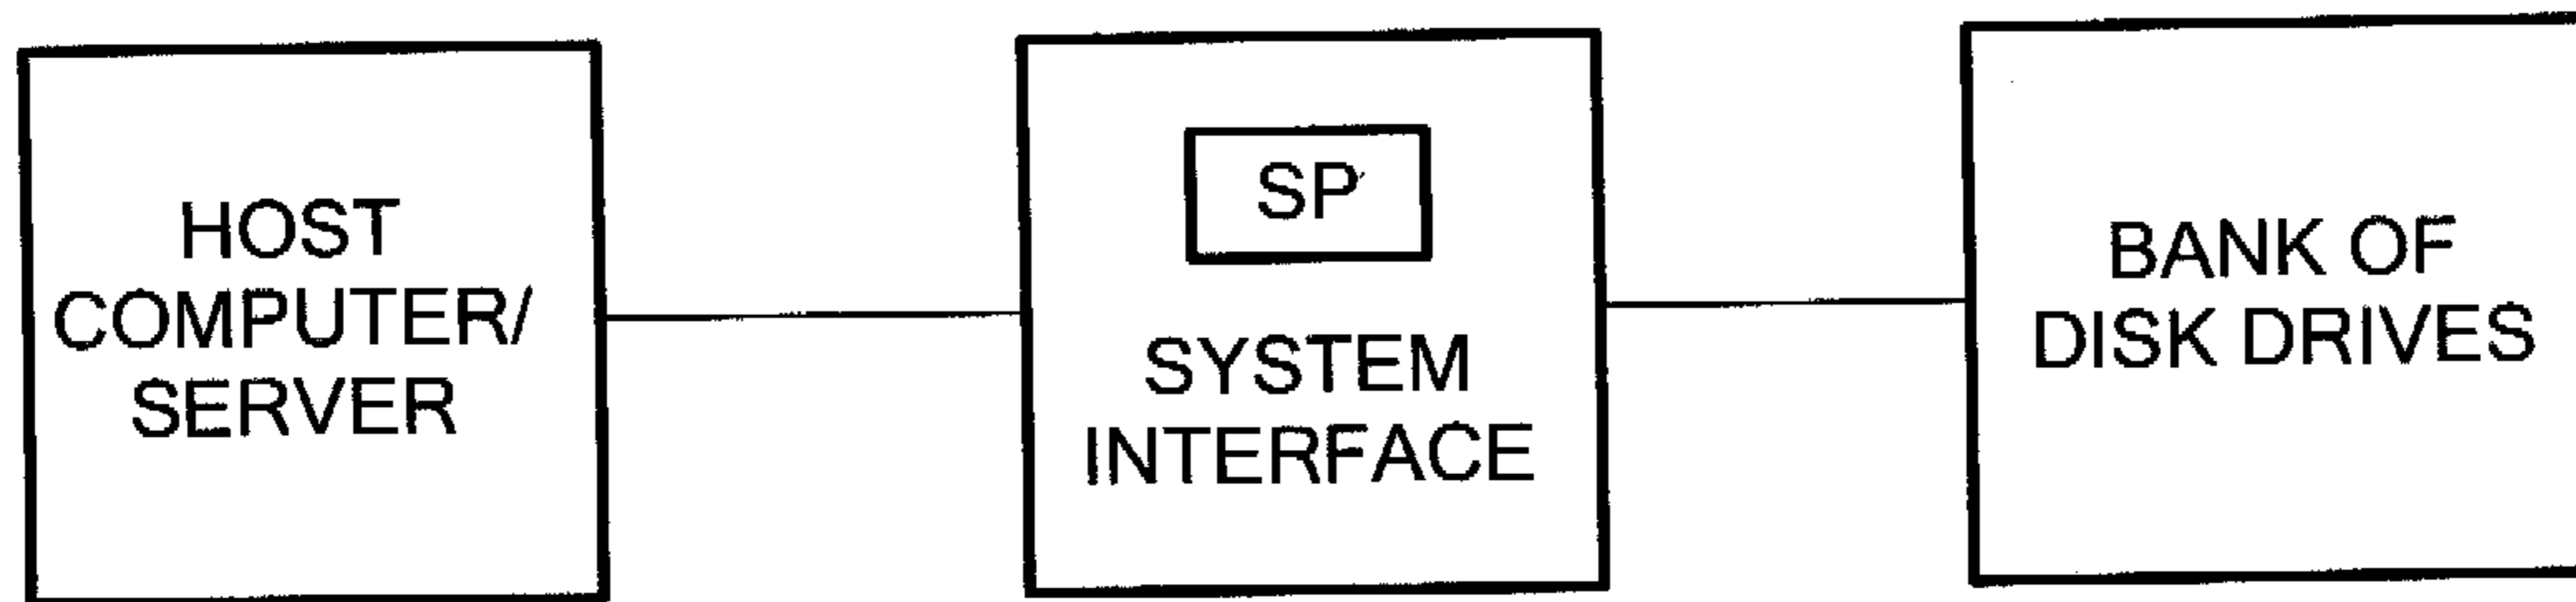 HOST
COMPUTER/
SERVER
SP
SYSTEM
INTERFACE
BANK OF
DISK DRIVES